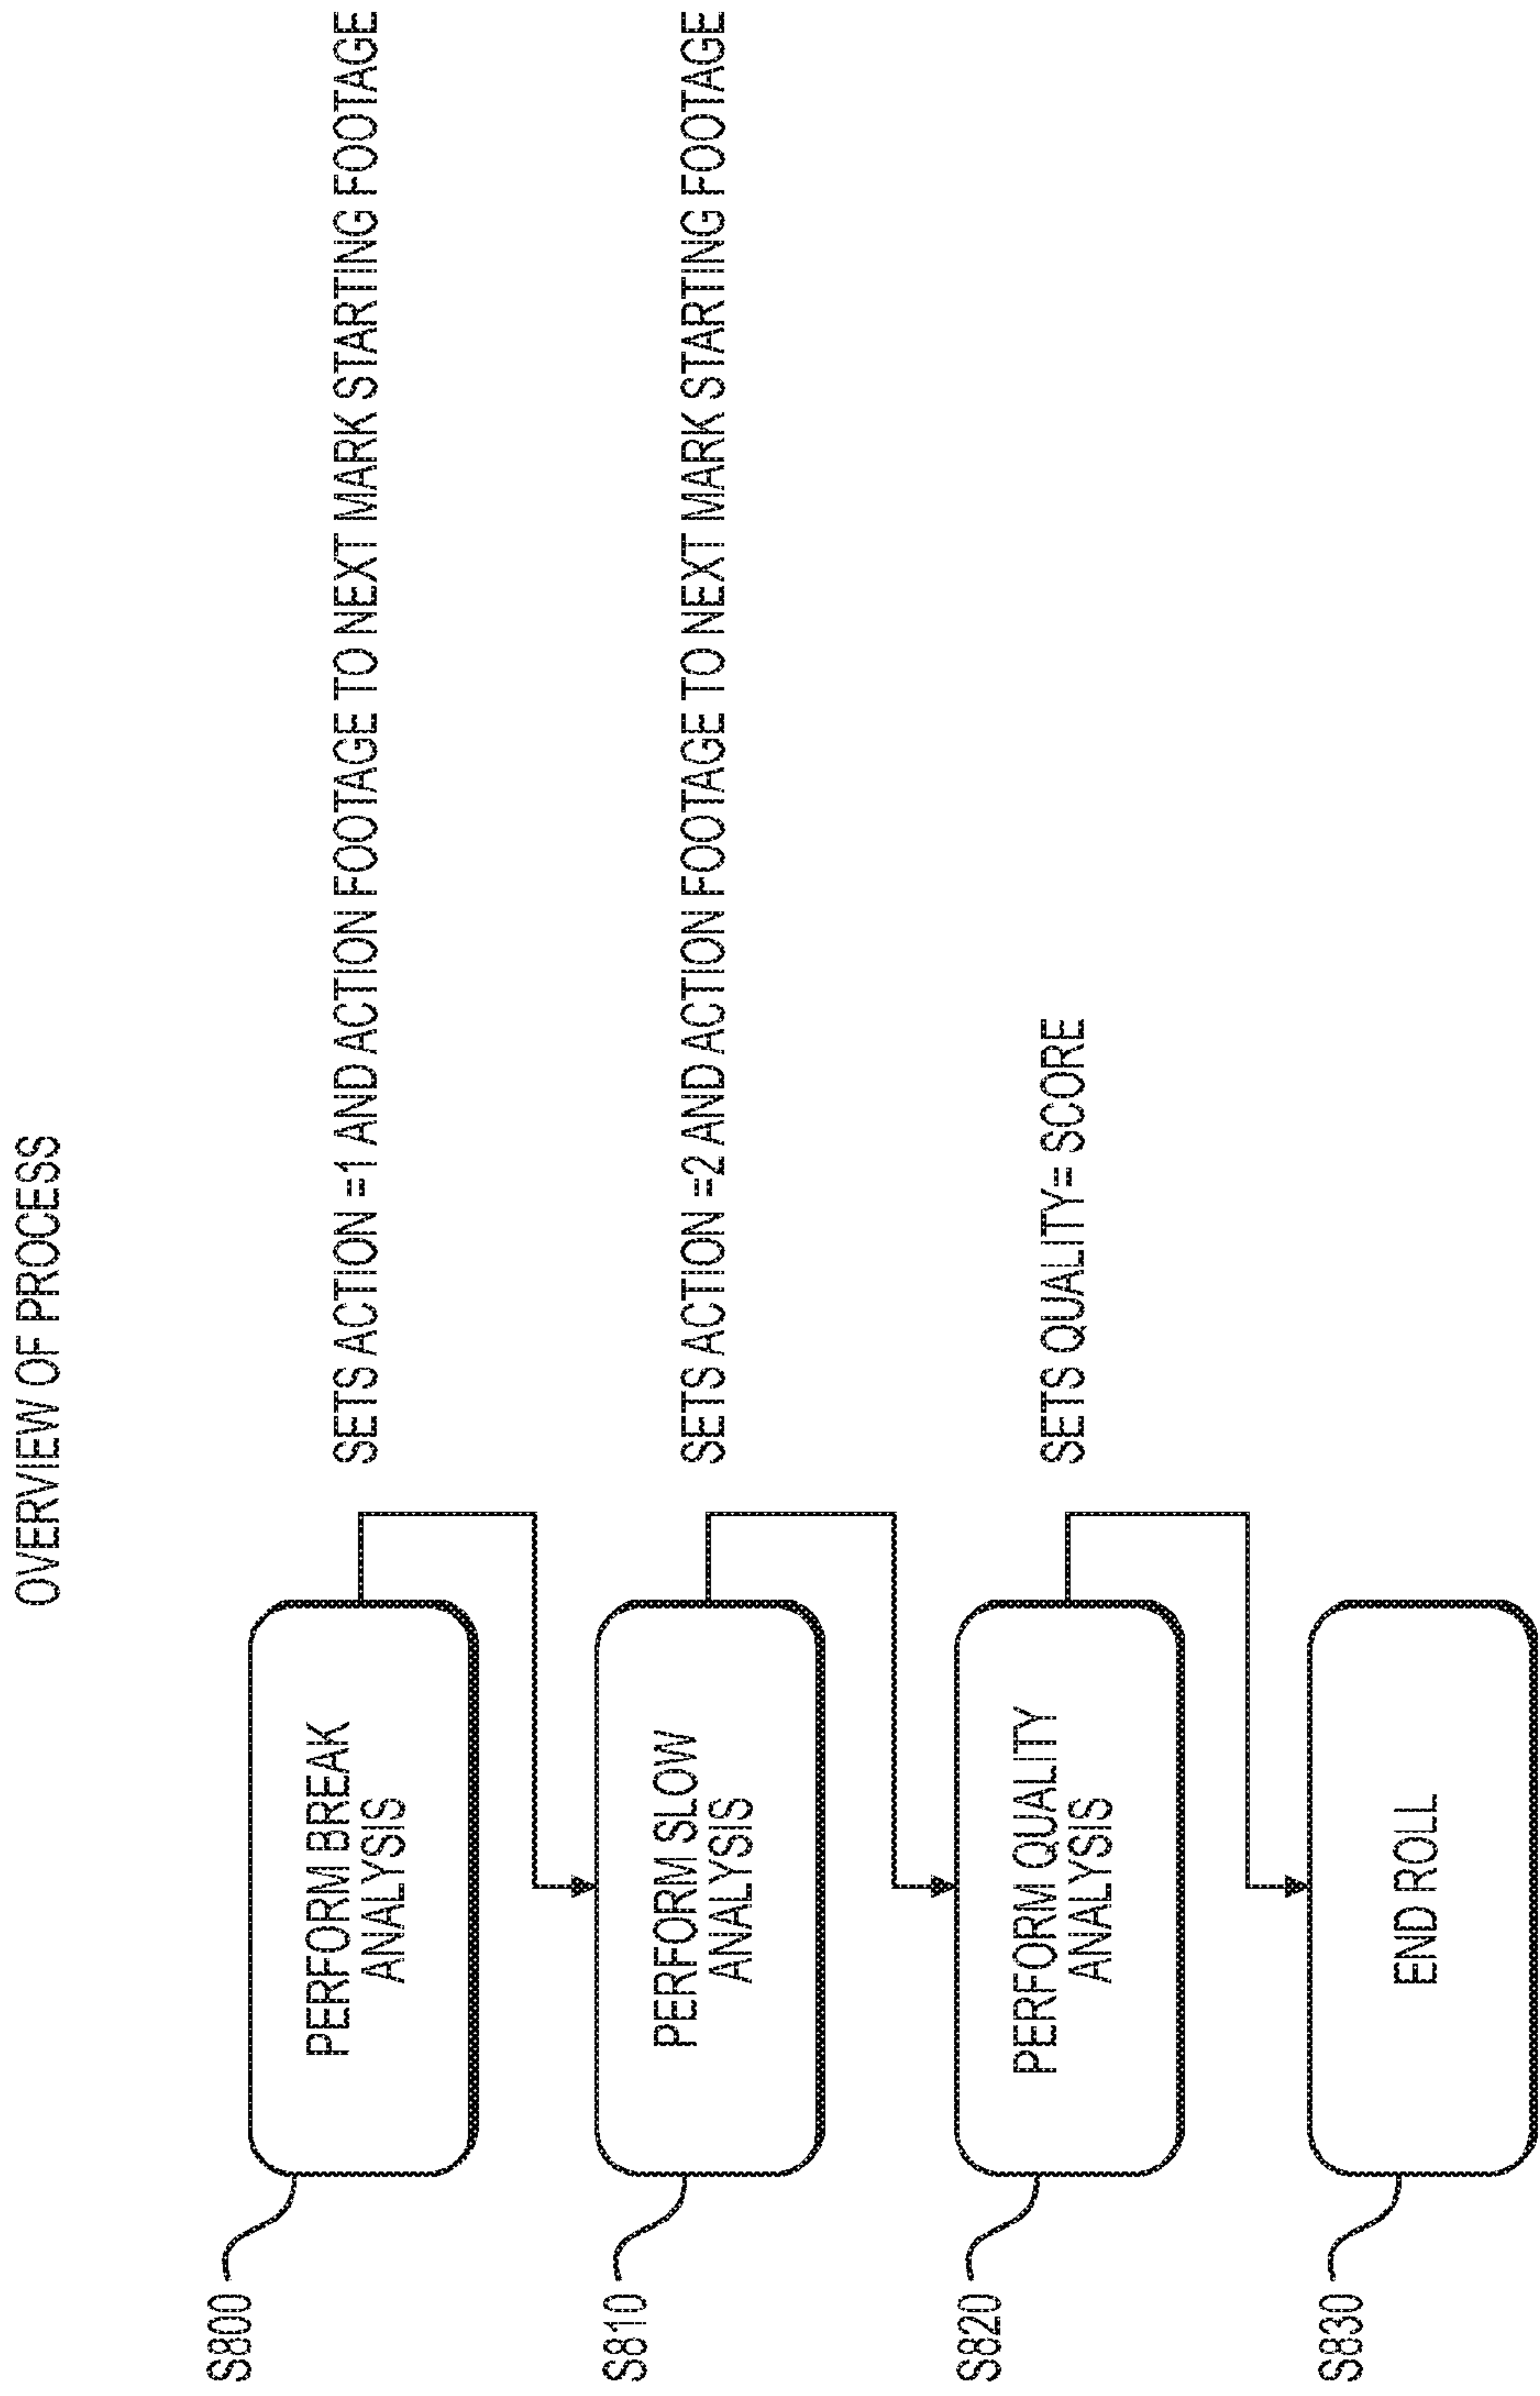 OVERVIEW OF PROCESS
S800
PERFORM BREAK
ANALYSIS
SETS ACTION =1 AND ACTION FOOTAGE TO NEXT MARK STARTING FOOTAGE
S810
PERFORM SLOW
ANALYSIS
SETS ACTION =2 AND ACTION FOOTAGE TO NEXT MARK STARTING FOOTAGE
S820
PERFORM QUALITY
ANALYSIS
SETS QUALITY= SCORE
S830
END ROLL